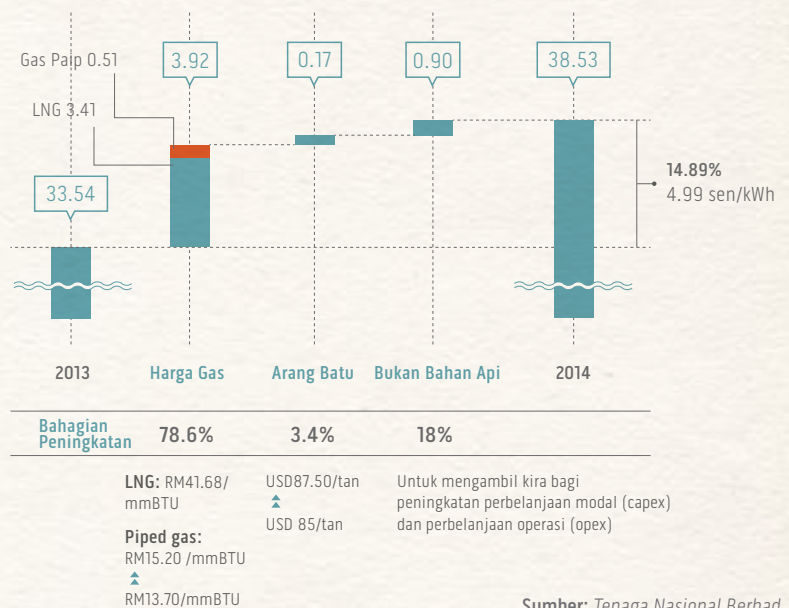 Gas Paip 0.51
LNG 3.41
33.54
3.92
0.17
0.90
38.53
14.89%
4.99 sen/kWh
2013
Harga Gas
Arang Batu
Bukan Bahan Api
2014
Bahagian
Peningkatan
78.6%
3.4%
18%
LNG: RM41.68/
mmBTU
Piped gas:
RM15.20 /mmBTU
RM13.70/mmBTU
USD87.50/tan
USD 85/tan
Untuk mengambil kira bagi
peningkatan perbelanjaan modal (capex)
dan perbelanjaan operasi (opex)
Sumber: Tenaga Nasional Berhad